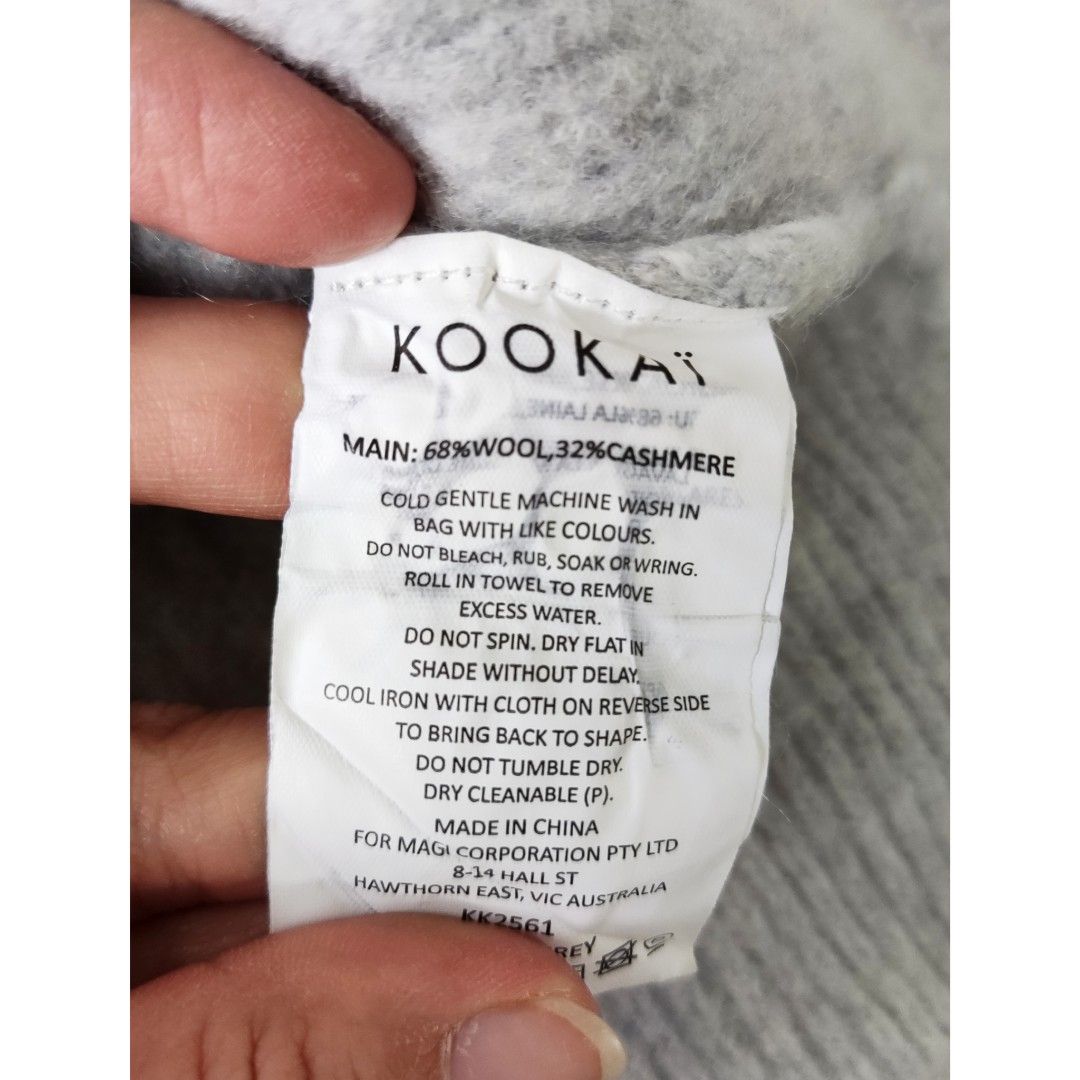 KOOKAÏ
MAIN: 68%WOOL,32%CASHMERE
COLD GENTLE MACHINE WASH IN
BAG WITH LIKE COLOURS.
DO NOT BLEACH, RUB, SOAK OR WRING.
ROLL IN TOWEL TO REMOVE
EXCESS WATER.
DO NOT SPIN. DRY FLAT IN
SHADE WITHOUT DELAY.
COOL IRON WITH CLOTH ON REVERSE SIDE
TO BRING BACK TO SHAPE.
DO NOT TUMBLE DRY.
DRY CLEANABLE (P).
MADE IN CHINA
FOR MAGI CORPORATION PTY LTD
8-14 HALL ST
HAWTHORN EAST, VIC AUSTRALIA
KK2561
REY